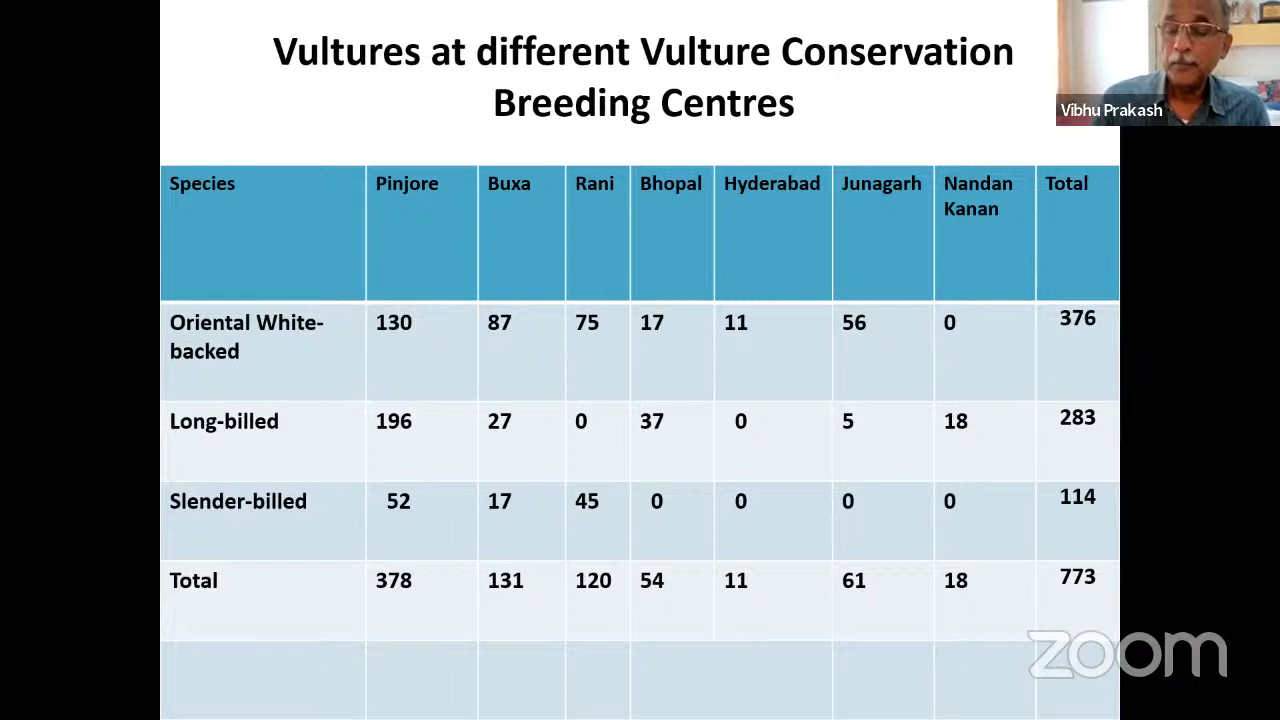 Vultures at different Vulture Conservation
Breeding Centres
Vibhu Prakash
Species Pinjore Buxa Rani Bhopal Hyderabad Junagarh Nandan Kanan Total
Oriental White-backed 130 87 75 17 11 56 0 376
Long-billed 196 27 0 37 0 5 18 283
Slender-billed 52 17 45 0 0 0 0 114
Total 378 131 120 54 11 61 18 773
zoom